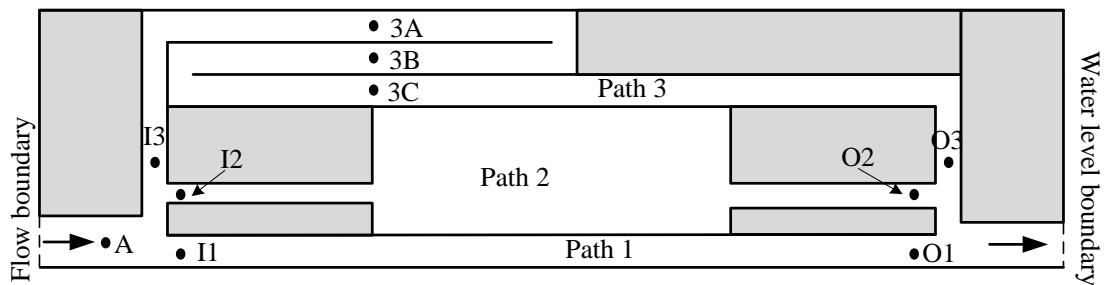 3A
3B
3C
Path 3
I3
I2
O2
O3
Path 2
A
I1
Path 1
O1
Flow boundary
Water level boundary